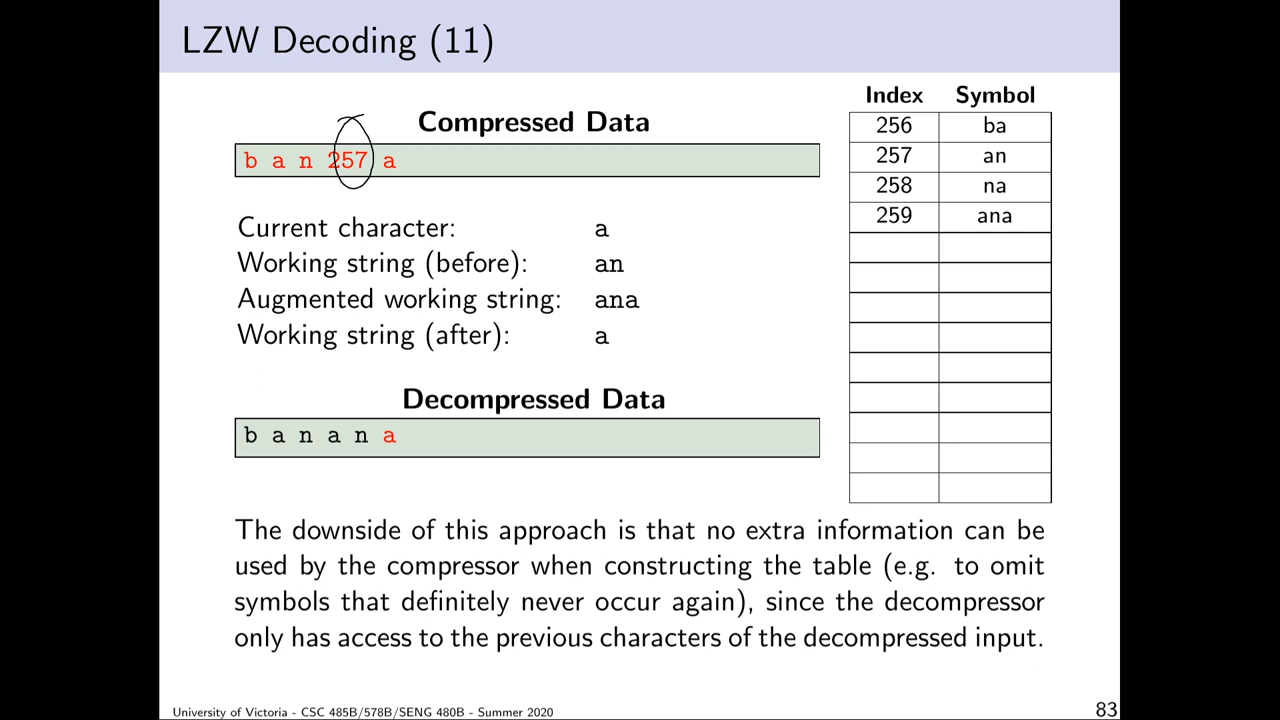 LZW Decoding (11)
Compressed Data
b a n 257 a
Current character: a
Working string (before): an
Augmented working string: ana
Working string (after): a
Decompressed Data
b a n a n a
Index Symbol
256 ba
257 an
258 na
259 ana
The downside of this approach is that no extra information can be
used by the compressor when constructing the table (e.g. to omit
symbols that definitely never occur again), since the decompressor
only has access to the previous characters of the decompressed input.
University of Victoria - CSC 485B/578B/SENG 480B - Summer 2020
83